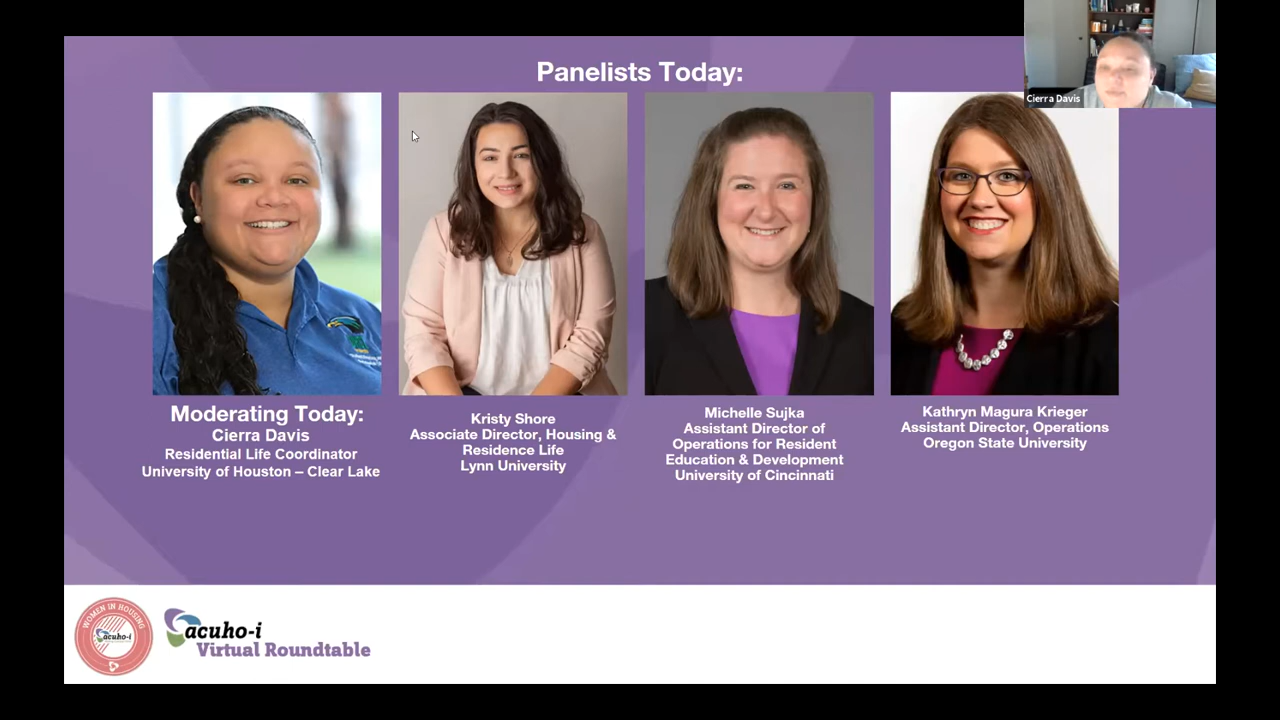 Panelists Today:
Cierra Davis
Moderating Today:
Cierra Davis
Residential Life Coordinator
University of Houston – Clear Lake
Kristy Shore
Associate Director, Housing &
Residence Life
Lynn University
Michelle Sujka
Assistant Director of
Operations for Resident
Education & Development
University of Cincinnati
Kathryn Magura Krieger
Assistant Director, Operations
Oregon State University
WOMEN IN HOUSING
acuho-i
acuho-i
Virtual Roundtable